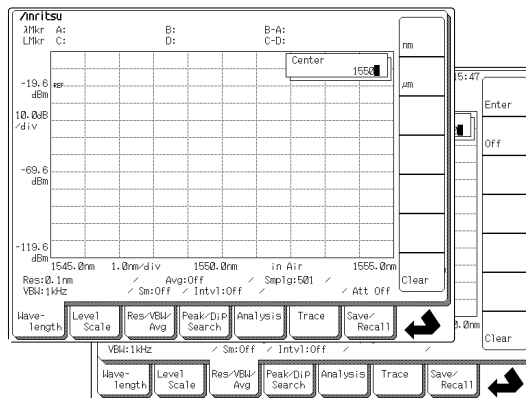 Anritsu
λMkr A: B: B-A:
LMkr C: D: C-D:
Center
1550
nm
µm
-19.6
dBm
REF
10.0dB
/div
-69.6
dBm
-119.6
dBm
1545.0nm 1.0nm/div 1550.0nm in Air 1555.0nm
Res:0.1nm / Avg:Off / Smplg:501 /
VBW:1kHz / Sm:Off / Intvl:Off / / Att Off
Clear
Wave-
length
Level
Scale
Res/VBW/
Avg
Peak/Dip
Search
Analysis
Trace
Save/
Recall
5:47
Enter
Off
0.0nm
Clear
VBW:1kHz / Sm:Off / Intvl:Off / /
Wave-
length
Level
Scale
Res/VBW/
Avg
Peak/Dip
Search
Analysis
Trace
Save/
Recall